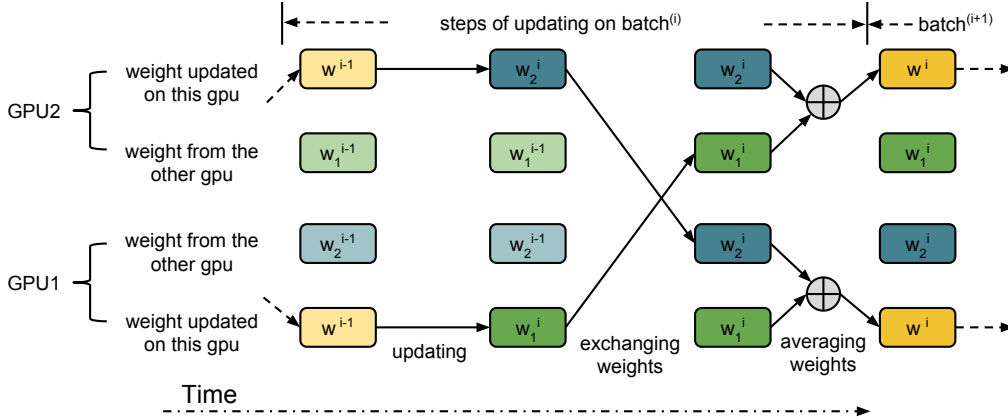 steps of updating on batch(i)
batch(i+1)
GPU2
weight updated
on this gpu
w i-1
w2 i
w2 i
w i
weight from the
other gpu
w1 i-1
w1 i-1
w1 i
w1 i
GPU1
weight from the
other gpu
w2 i-1
w2 i-1
w2 i
w2 i
weight updated
on this gpu
w i-1
w1 i
w1 i
w i
updating
exchanging
weights
averaging
weights
Time